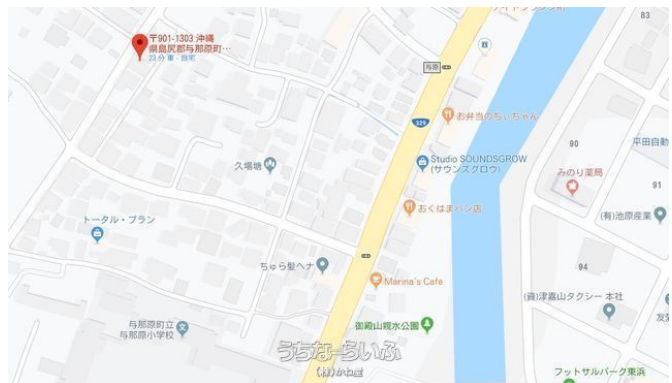 〒901-1303 沖縄
県島尻郡与那原町…
23 分 車 - 自宅
83
与原
お弁当のちぃちゃん
329
90
平田自動
久場塘
Studio SOUNDSGROW
(サウンズグロウ)
みのり薬局
91
おくはまパン店
(有)池原産業
トータル・プラン
94
ちゅら髪ヘナ
Marina's Cafe
(資)津嘉山タクシー 本社
与那原町立
与那原小学校
御殿山親水公園
友盛
うちなーらいふ
(株)かね盛
フットサルパーク東浜